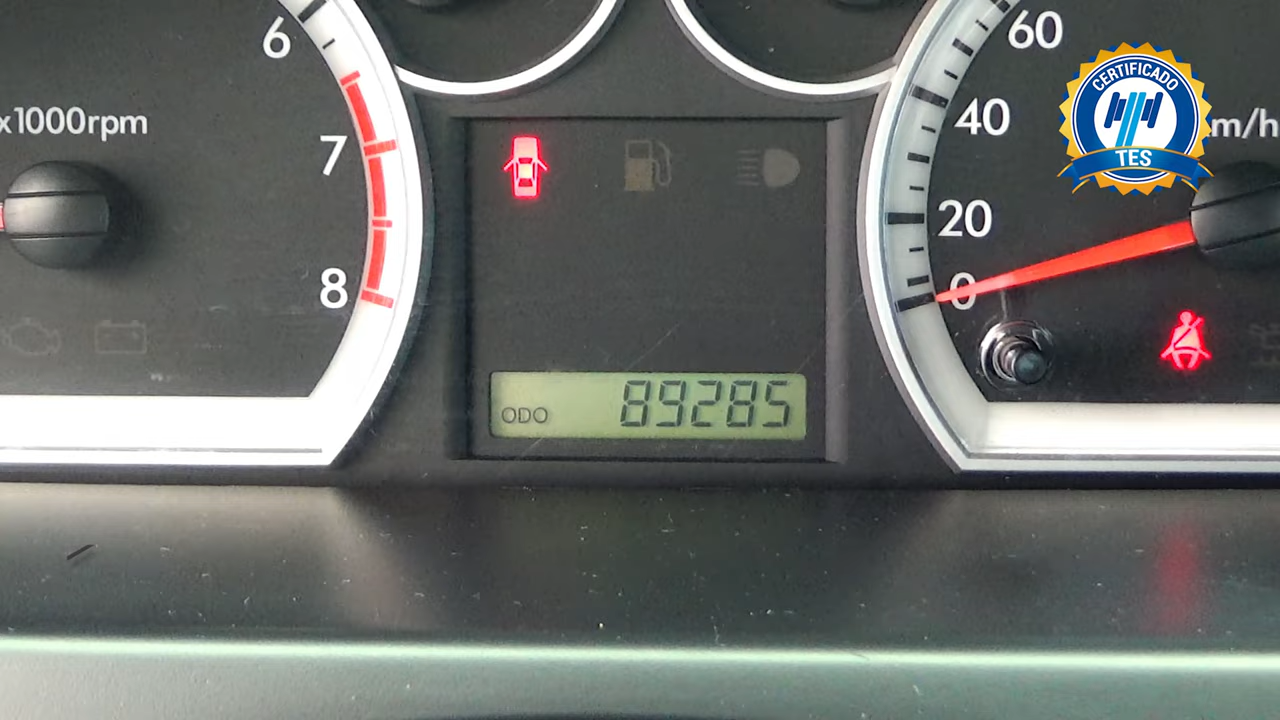 6
7
8
x1000rpm
60
40
20
0
m/h
CERTIFICADO
TES
ODO 89285